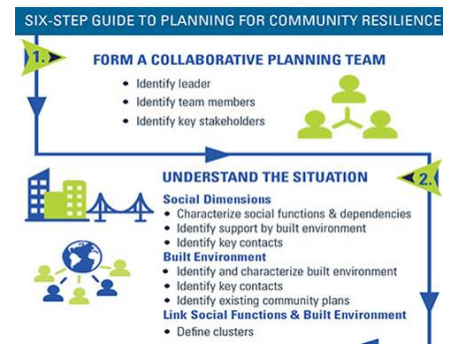 SIX-STEP GUIDE TO PLANNING FOR COMMUNITY RESILIENCE
1.
FORM A COLLABORATIVE PLANNING TEAM
• Identify leader
• Identify team members
• Identify key stakeholders
UNDERSTAND THE SITUATION
2.
Social Dimensions
• Characterize social functions & dependencies
• Identify support by built environment
• Identify key contacts
Built Environment
• Identify and characterize built environment
• Identify key contacts
• Identify existing community plans
Link Social Functions & Built Environment
• Define clusters